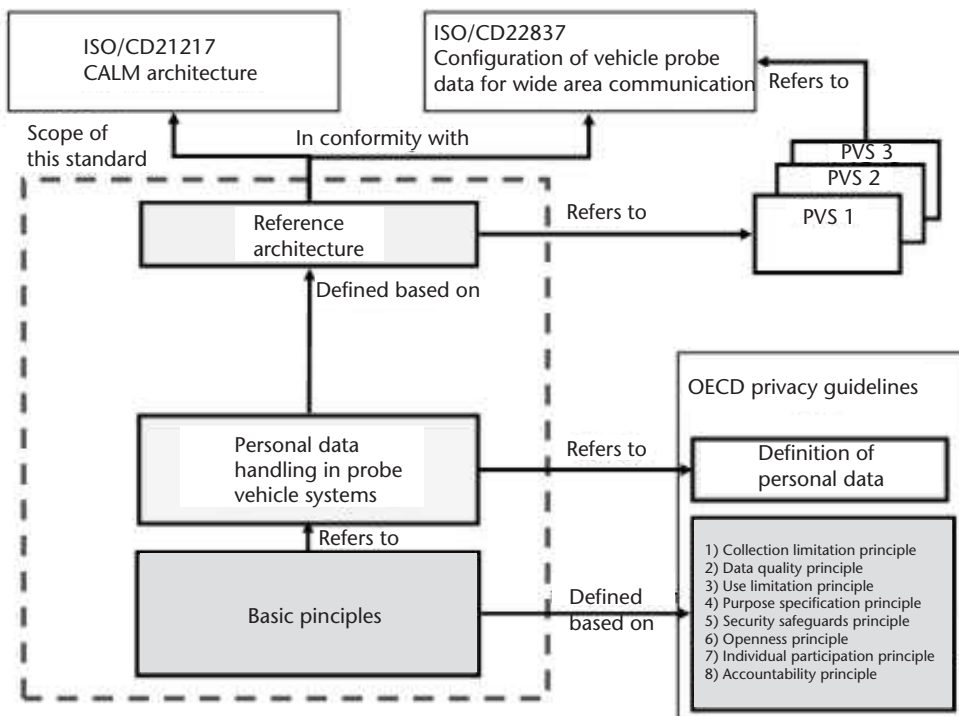 ISO/CD21217
CALM architecture
ISO/CD22837
Configuration of vehicle probe
data for wide area communication
Refers to
Scope of
this standard
In conformity with
PVS 3
PVS 2
PVS 1
Reference
architecture
Refers to
Defined based on
OECD privacy guidelines
Personal data
handling in probe
vehicle systems
Refers to
Definition of
personal data
Refers to
Basic pinciples
Defined
based on
1) Collection limitation principle
2) Data quality principle
3) Use limitation principle
4) Purpose specification principle
5) Security safeguards principle
6) Openness principle
7) Individual participation principle
8) Accountability principle